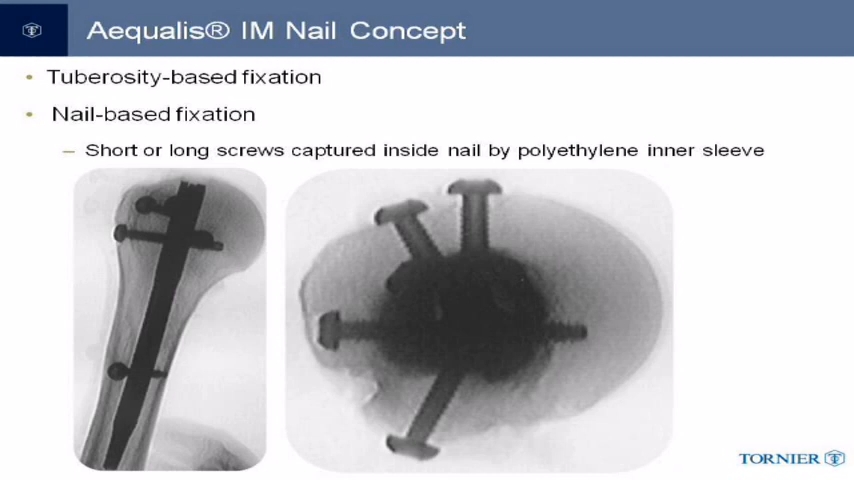 Aequalis® IM Nail Concept
• Tuberosity-based fixation
• Nail-based fixation
– Short or long screws captured inside nail by polyethylene inner sleeve
TORNIER